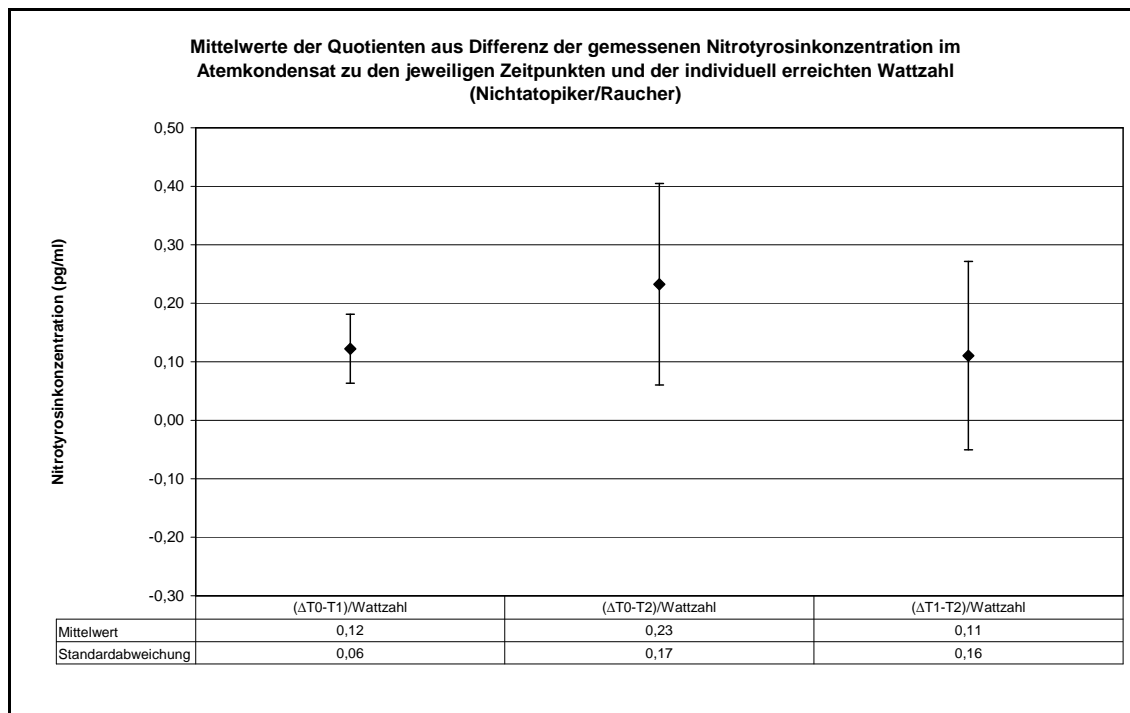 Mittelwerte der Quotienten aus Differenz der gemessenen Nitrotyrosinkonzentration im
Atemkondensat zu den jeweiligen Zeitpunkten und der individuell erreichten Wattzahl
(Nichtatopiker/Raucher)
Nitrotyrosinkonzentration (pg/ml)
0,50
0,40
0,30
0,20
0,10
0,00
-0,10
-0,20
-0,30
(ΔT0-T1)/Wattzahl (ΔT0-T2)/Wattzahl (ΔT1-T2)/Wattzahl
Mittelwert 0,12 0,23 0,11
Standardabweichung 0,06 0,17 0,16